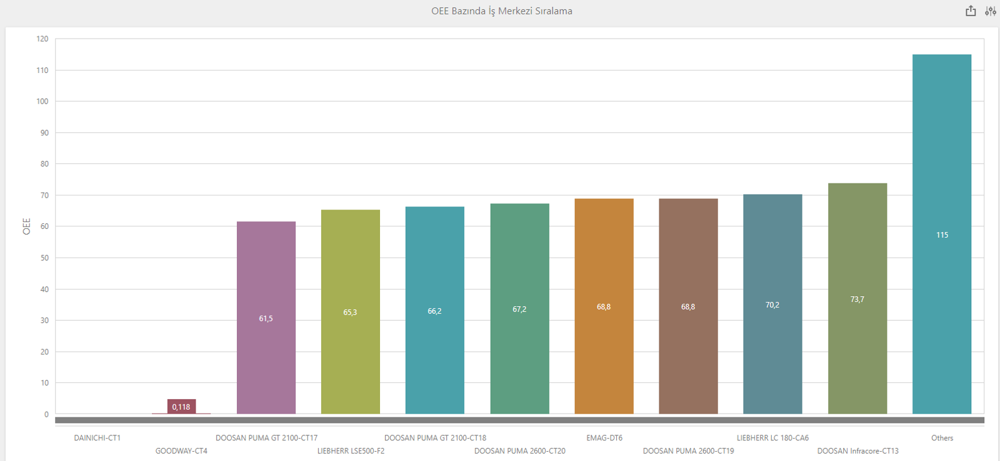 OEE Bazında İş Merkezi Sıralama
120
110
100
90
80
70
60
50
40
30
20
10
0
OEE
0,118
61,5
65,3
66,2
67,2
68,8
68,8
70,2
73,7
115
DAINICHI-CT1
GOODWAY-CT4
DOOSAN PUMA GT 2100-CT17
LIEBHERR LSE500-F2
DOOSAN PUMA GT 2100-CT18
DOOSAN PUMA 2600-CT20
EMAG-DT6
DOOSAN PUMA 2600-CT19
LIEBHERR LC 180-CA6
DOOSAN Infracore-CT13
Others